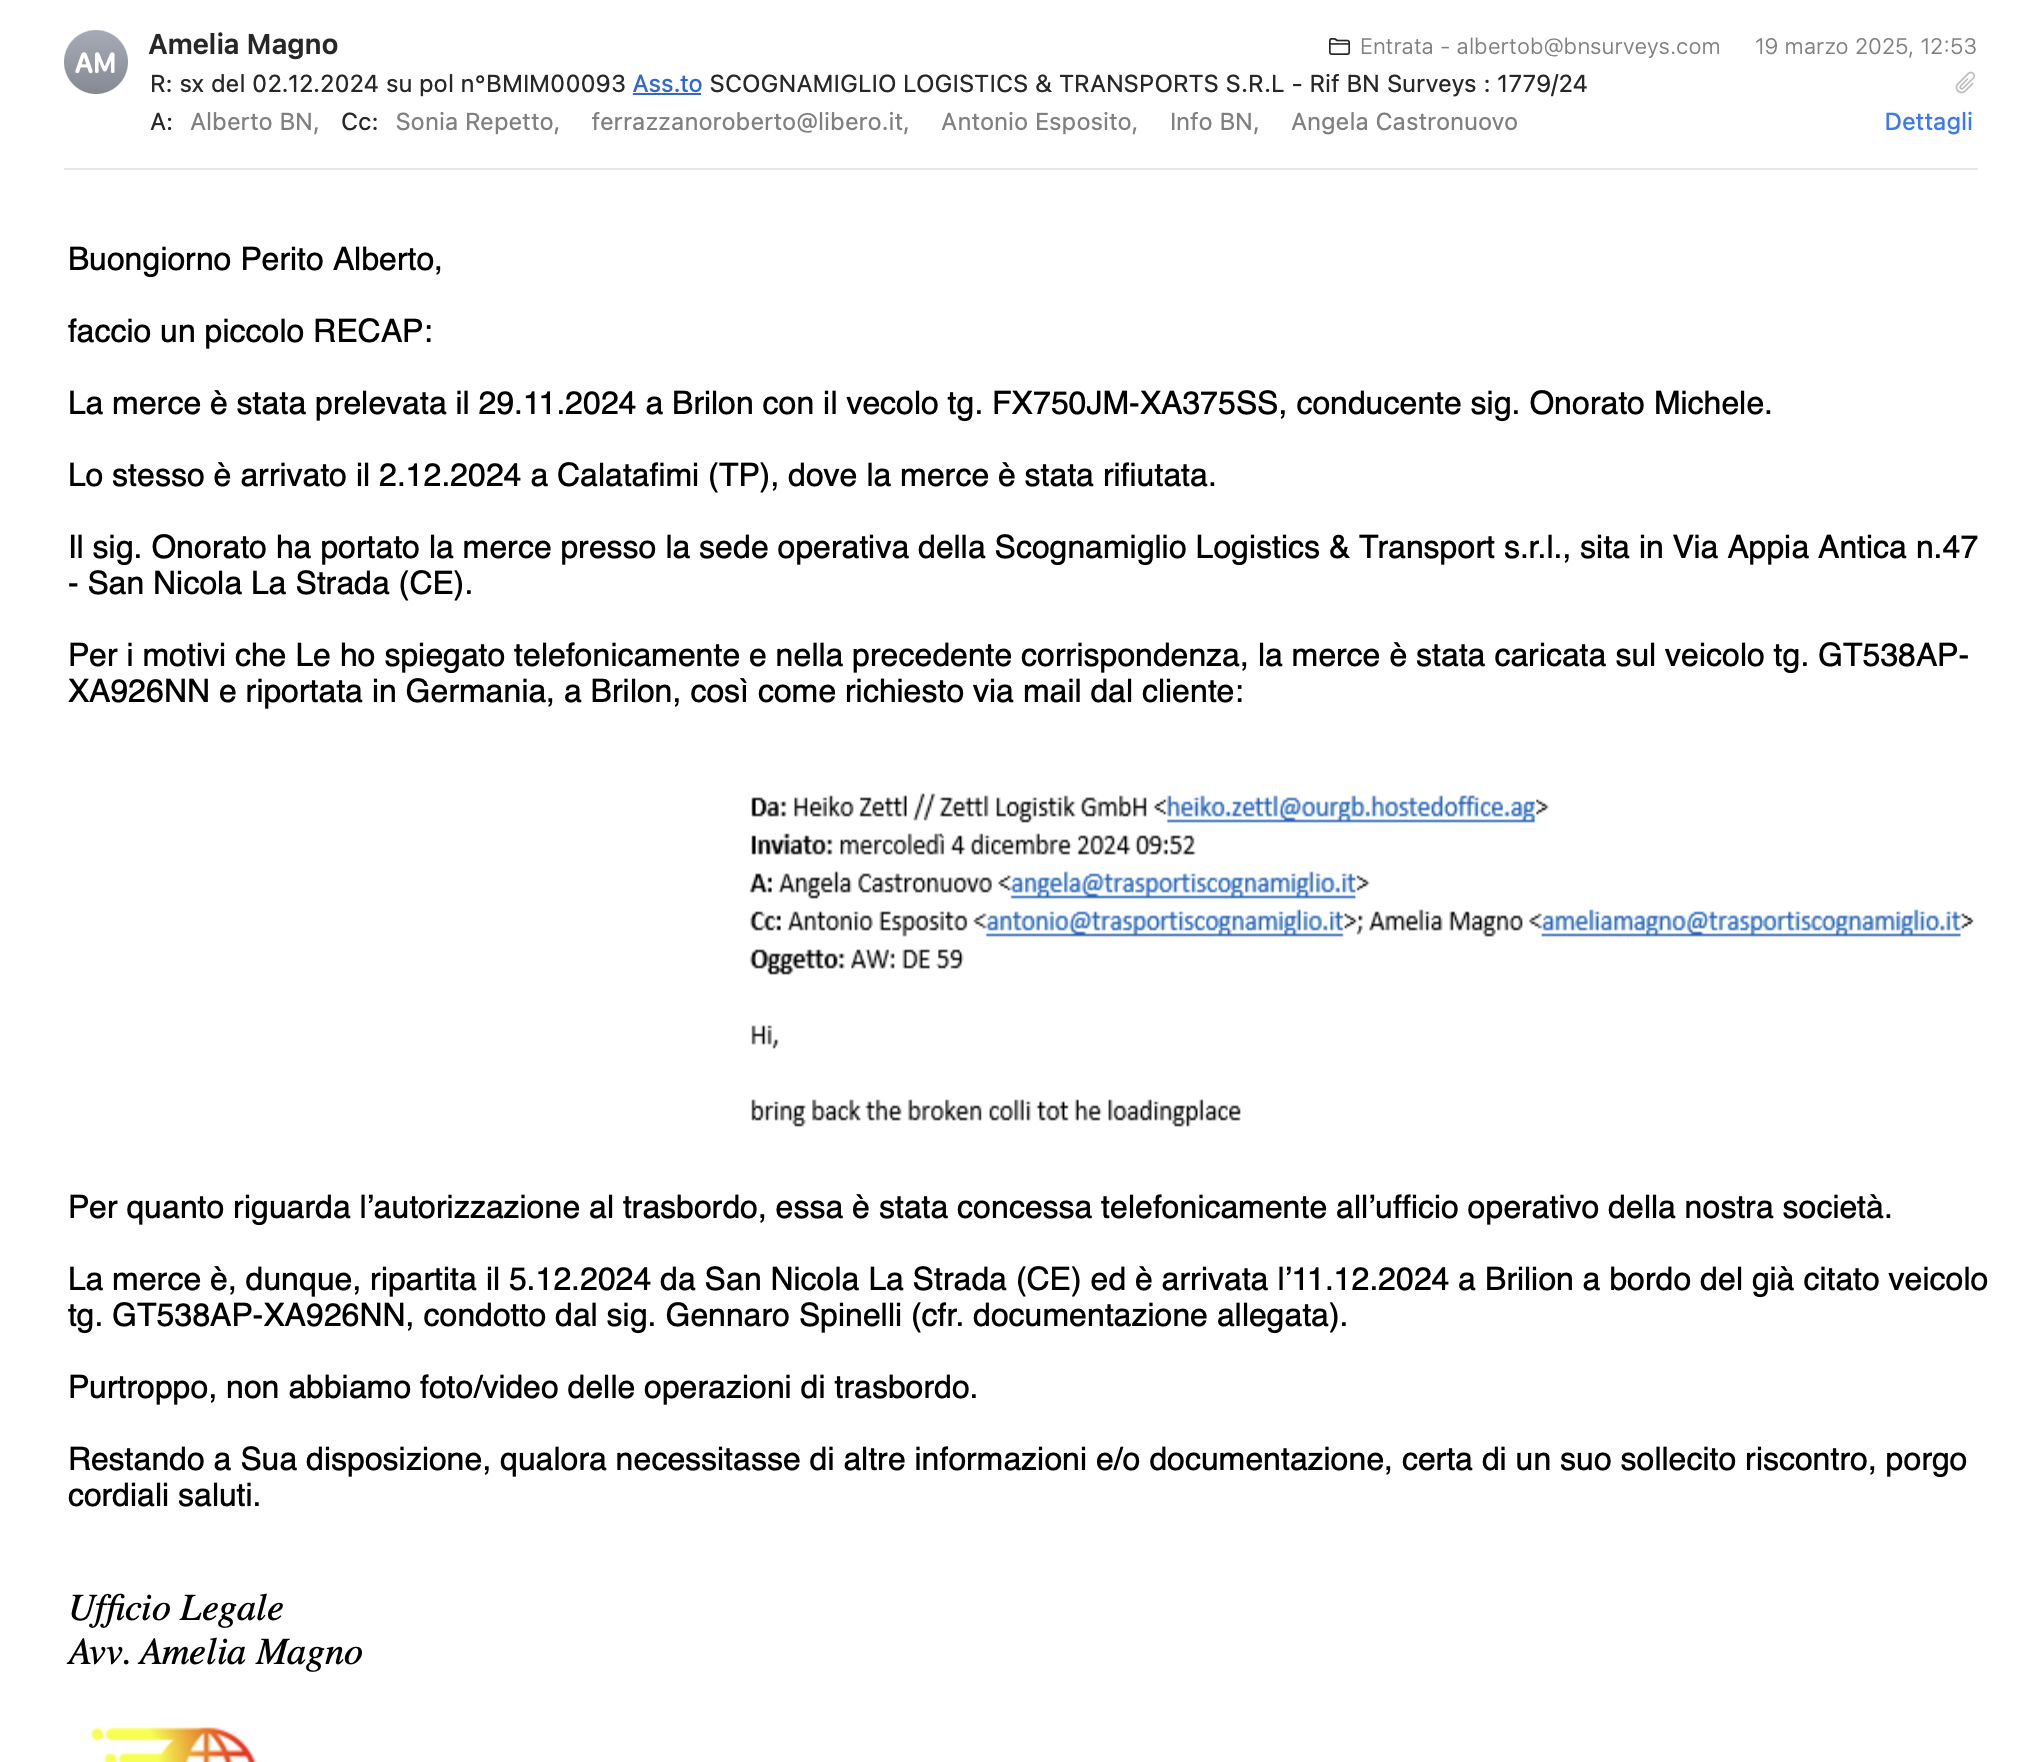 AM
Amelia Magno
Entrata - albertob@bnsurveys.com 19 marzo 2025, 12:53
R: sx del 02.12.2024 su pol n°BMIM00093 Ass.to SCOGNAMIGLIO LOGISTICS & TRANSPORTS S.R.L - Rif BN Surveys : 1779/24
A: Alberto BN, Cc: Sonia Repetto, ferrazzanoroberto@libero.it, Antonio Esposito, Info BN, Angela Castronuovo
Dettagli
Buongiorno Perito Alberto,
faccio un piccolo RECAP:
La merce è stata prelevata il 29.11.2024 a Brilon con il vecolo tg. FX750JM-XA375SS, conducente sig. Onorato Michele.
Lo stesso è arrivato il 2.12.2024 a Calatafimi (TP), dove la merce è stata rifiutata.
Il sig. Onorato ha portato la merce presso la sede operativa della Scognamiglio Logistics & Transport s.r.l., sita in Via Appia Antica n.47
- San Nicola La Strada (CE).
Per i motivi che Le ho spiegato telefonicamente e nella precedente corrispondenza, la merce è stata caricata sul veicolo tg. GT538AP-
XA926NN e riportata in Germania, a Brilon, così come richiesto via mail dal cliente:
Da: Heiko Zettl // Zettl Logistik GmbH <heiko.zettl@ourgb.hostedoffice.ag>
Inviato: mercoledì 4 dicembre 2024 09:52
A: Angela Castronuovo <angela@trasportiscognamiglio.it>
Cc: Antonio Esposito <antonio@trasportiscognamiglio.it>; Amelia Magno <ameliamagno@trasportiscognamiglio.it>
Oggetto: AW: DE 59
Hi,
bring back the broken colli tot he loadingplace
Per quanto riguarda l’autorizzazione al trasbordo, essa è stata concessa telefonicamente all’ufficio operativo della nostra società.
La merce è, dunque, ripartita il 5.12.2024 da San Nicola La Strada (CE) ed è arrivata l’11.12.2024 a Brilion a bordo del già citato veicolo
tg. GT538AP-XA926NN, condotto dal sig. Gennaro Spinelli (cfr. documentazione allegata).
Purtroppo, non abbiamo foto/video delle operazioni di trasbordo.
Restando a Sua disposizione, qualora necessitasse di altre informazioni e/o documentazione, certa di un suo sollecito riscontro, porgo
cordiali saluti.
Ufficio Legale
Avv. Amelia Magno